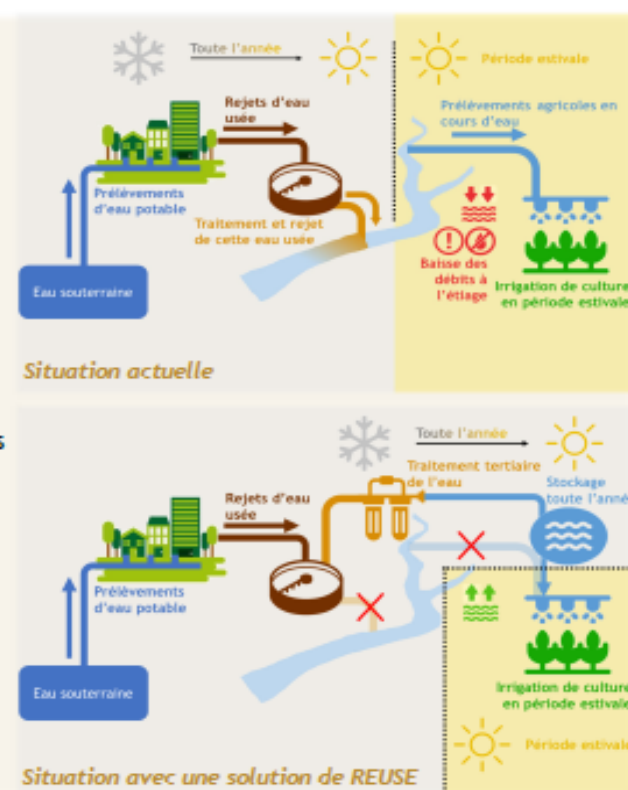 Toute l'année
Période estivale
Rejets d'eau
usée
Prélèvements agricoles en
cours d'eau
Prélèvements
d'eau potable
Traitement et rejet
de cette eau usée
Baisse des
débits à
l'étiage
Irrigation de culture
en période estivale
Eau souterraine
Situation actuelle
s
Toute l'année
Traitement tertiaire
de l'eau
Stockage
toute l'anné
Rejets d'eau
usée
Prélèvements
d'eau potable
Eau souterraine
Irrigation de culture
en période estivale
Période estivale
Situation avec une solution de REUSE